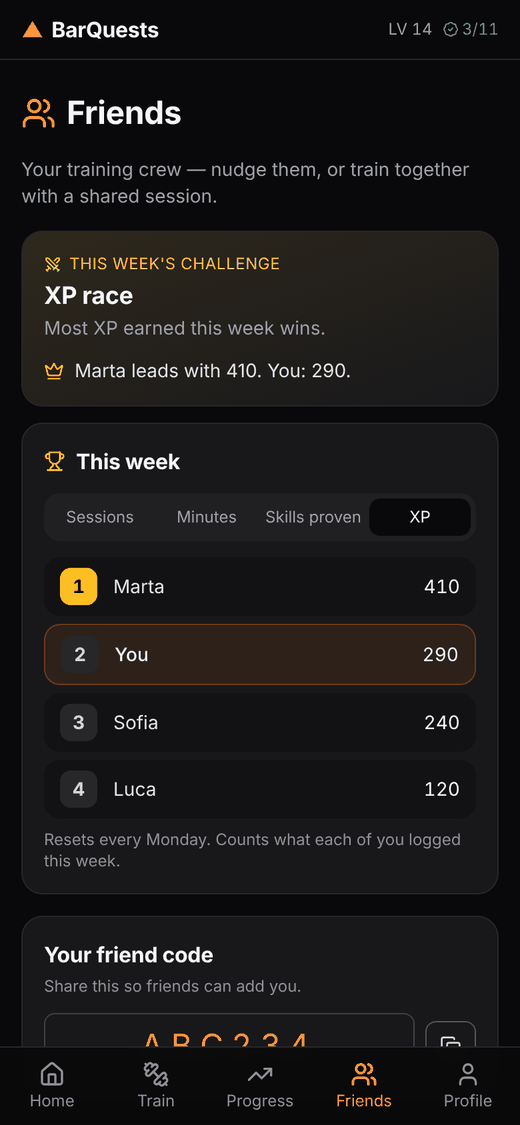 BarQuests
LV 14 3/11
Friends
Your training crew — nudge them, or train together
with a shared session.
THIS WEEK'S CHALLENGE
XP race
Most XP earned this week wins.
Marta leads with 410. You: 290.
This week
Sessions Minutes Skills proven XP
1 Marta 410
2 You 290
3 Sofia 240
4 Luca 120
Resets every Monday. Counts what each of you logged
this week.
Your friend code
Share this so friends can add you.
ABC234
Home Train Progress Friends Profile